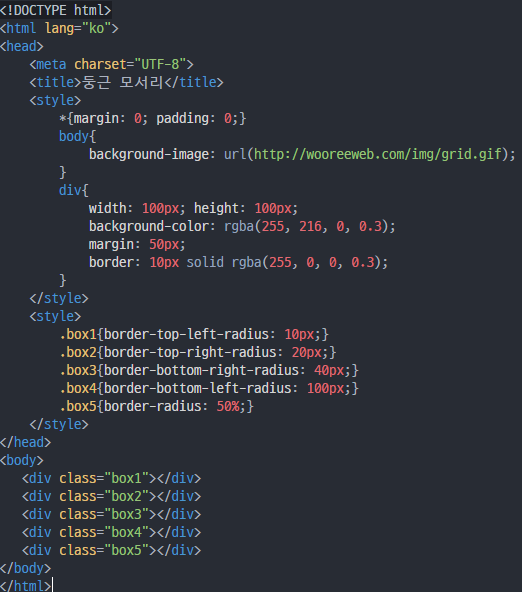 <!DOCTYPE html>
<html lang="ko">
<head>
    <meta charset="UTF-8">
    <title>둥근 모서리</title>
    <style>
        *{margin: 0; padding: 0;}
        body{
            background-image: url(http://wooreeweb.com/img/grid.gif);
        }
        div{
            width: 100px; height: 100px;
            background-color: rgba(255, 216, 0, 0.3);
            margin: 50px;
            border: 10px solid rgba(255, 0, 0, 0.3);
        }
    </style>
    <style>
        .box1{border-top-left-radius: 10px;}
        .box2{border-top-right-radius: 20px;}
        .box3{border-bottom-right-radius: 40px;}
        .box4{border-bottom-left-radius: 100px;}
        .box5{border-radius: 50%;}
    </style>
</head>
<body>
   <div class="box1"></div>
   <div class="box2"></div>
   <div class="box3"></div>
   <div class="box4"></div>
   <div class="box5"></div>
</body>
</html>